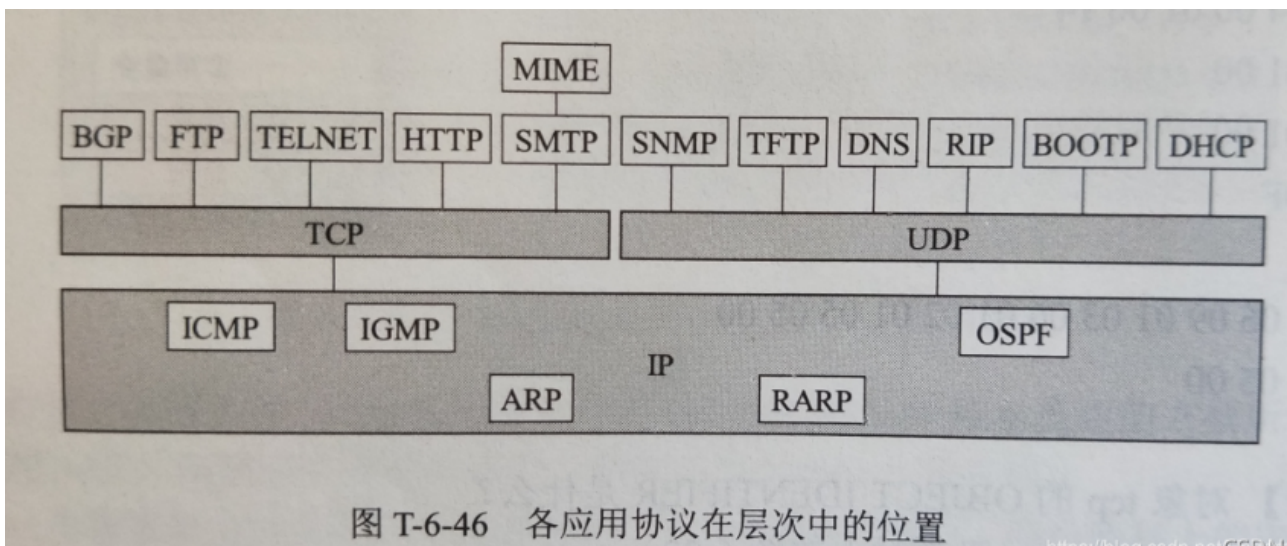 MIME
BGP FTP TELNET HTTP SMTP SNMP TFTP DNS RIP BOOTP DHCP
TCP UDP
ICMP IGMP OSPF
IP
ARP RARP
图 T-6-46 各应用协议在层次中的位置